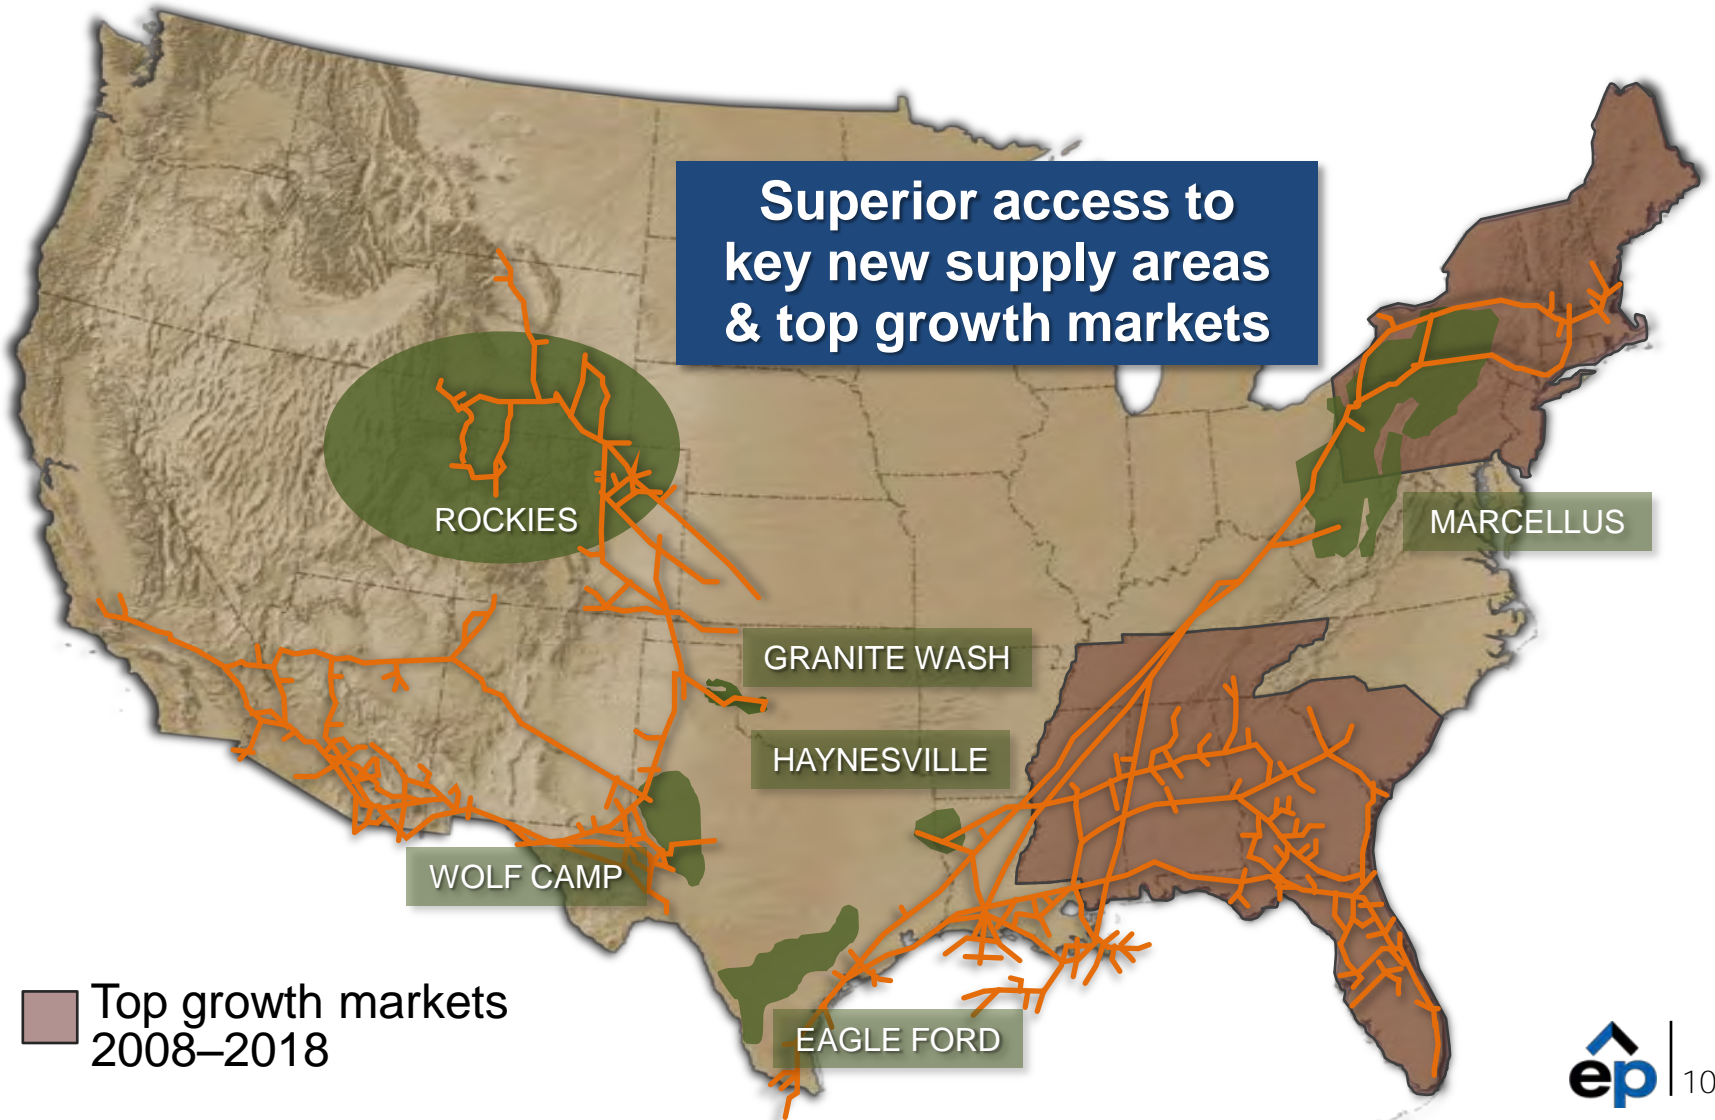 Superior access to
key new supply areas
& top growth markets
ROCKIES
MARCELLUS
GRANITE WASH
HAYNESVILLE
WOLF CAMP
EAGLE FORD
Top growth markets
2008–2018
ep
10